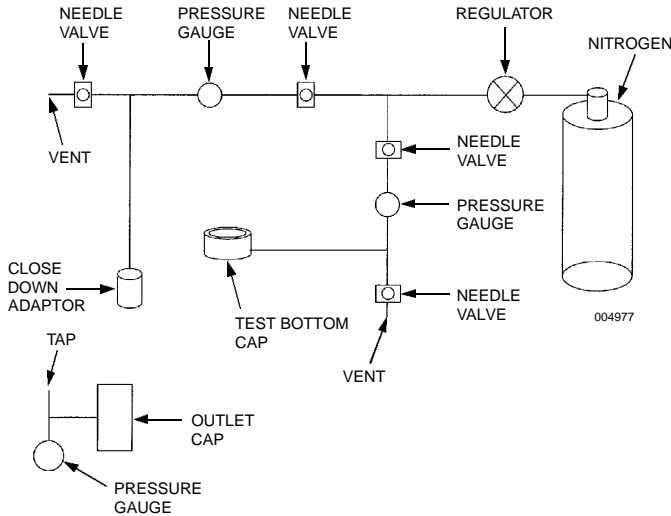 NEEDLE
VALVE
PRESSURE
GAUGE
NEEDLE
VALVE
REGULATOR
NITROGEN
VENT
NEEDLE
VALVE
PRESSURE
GAUGE
CLOSE
DOWN
ADAPTOR
TEST BOTTOM
CAP
NEEDLE
VALVE
004977
TAP
VENT
OUTLET
CAP
PRESSURE
GAUGE